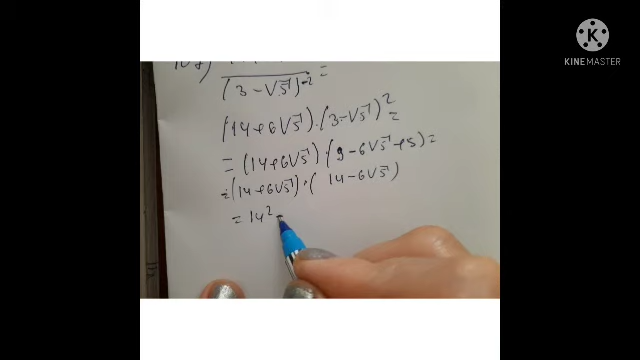 (3 - √5)⁻²
=
(14+6√5)·(3-√5)² =
= (14+6√5)·(9-6√5+5) =
= (14+6√5)·(14-6√5)
= 14² -
KINEMASTER